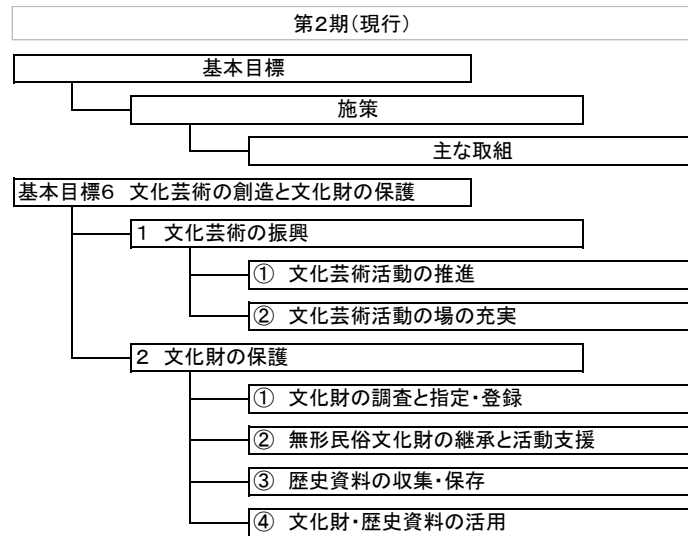 第2期（現行）
基本目標
施策
主な取組
基本目標6　文化芸術の創造と文化財の保護
1　文化芸術の振興
①　文化芸術活動の推進
②　文化芸術活動の場の充実
2　文化財の保護
①　文化財の調査と指定・登録
②　無形民俗文化財の継承と活動支援
③　歴史資料の収集・保存
④　文化財・歴史資料の活用